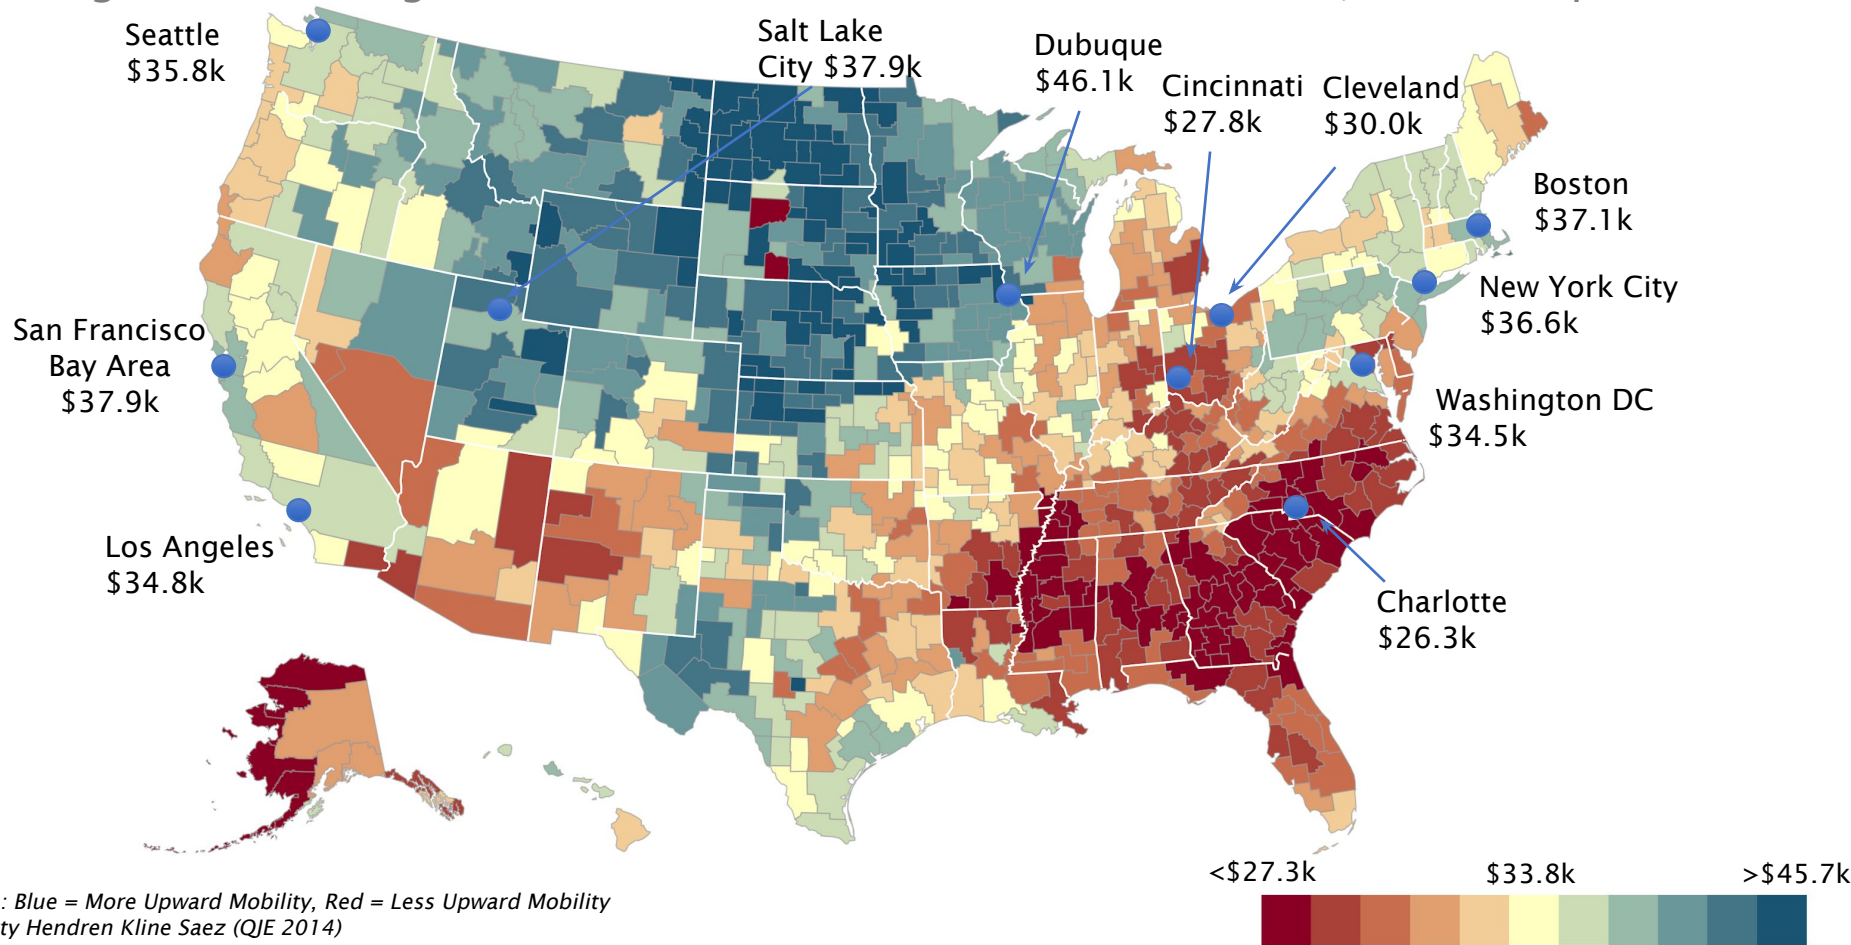 Seattle
$35.8k
Salt Lake
City $37.9k
Dubuque
$46.1k
Cincinnati
$27.8k
Cleveland
$30.0k
Boston
$37.1k
New York City
$36.6k
San Francisco
Bay Area
$37.9k
Washington DC
$34.5k
Los Angeles
$34.8k
Charlotte
$26.3k
<$27.3k $33.8k >$45.7k
: Blue = More Upward Mobility, Red = Less Upward Mobility
ty Hendren Kline Saez (QJE 2014)